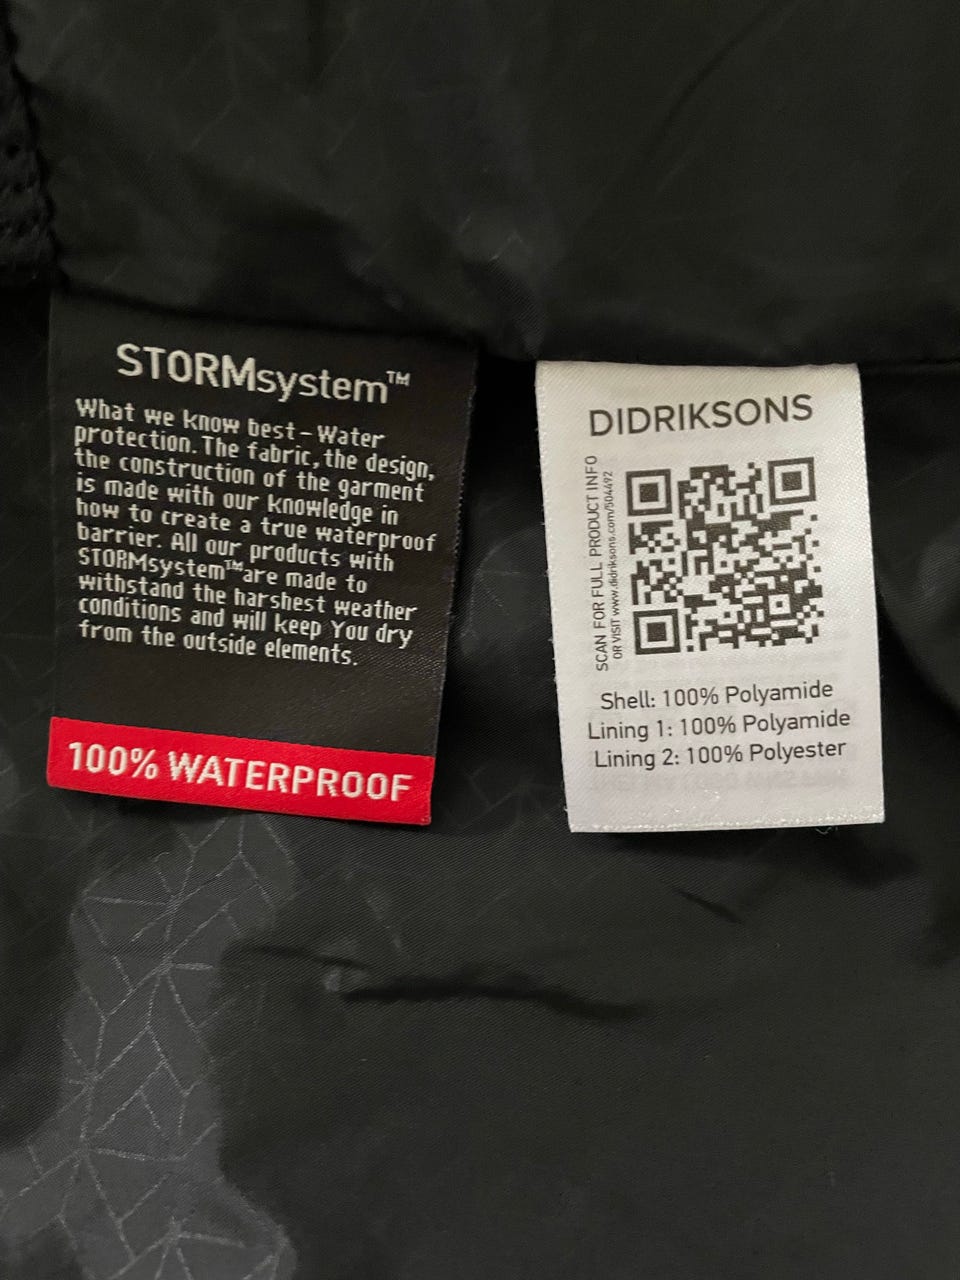 STORMsystem™
What we know best – Water
protection. The fabric, the design,
the construction of the garment
is made with our knowledge in
how to create a true waterproof
barrier. All our products with
STORMsystem™ are made to
withstand the harshest weather
conditions and will keep You dry
from the outside elements.
100% WATERPROOF
DIDRIKSONS
SCAN FOR FULL PRODUCT INFO
OR VISIT www.didriksons.com/504492
Shell: 100% Polyamide
Lining 1: 100% Polyamide
Lining 2: 100% Polyester